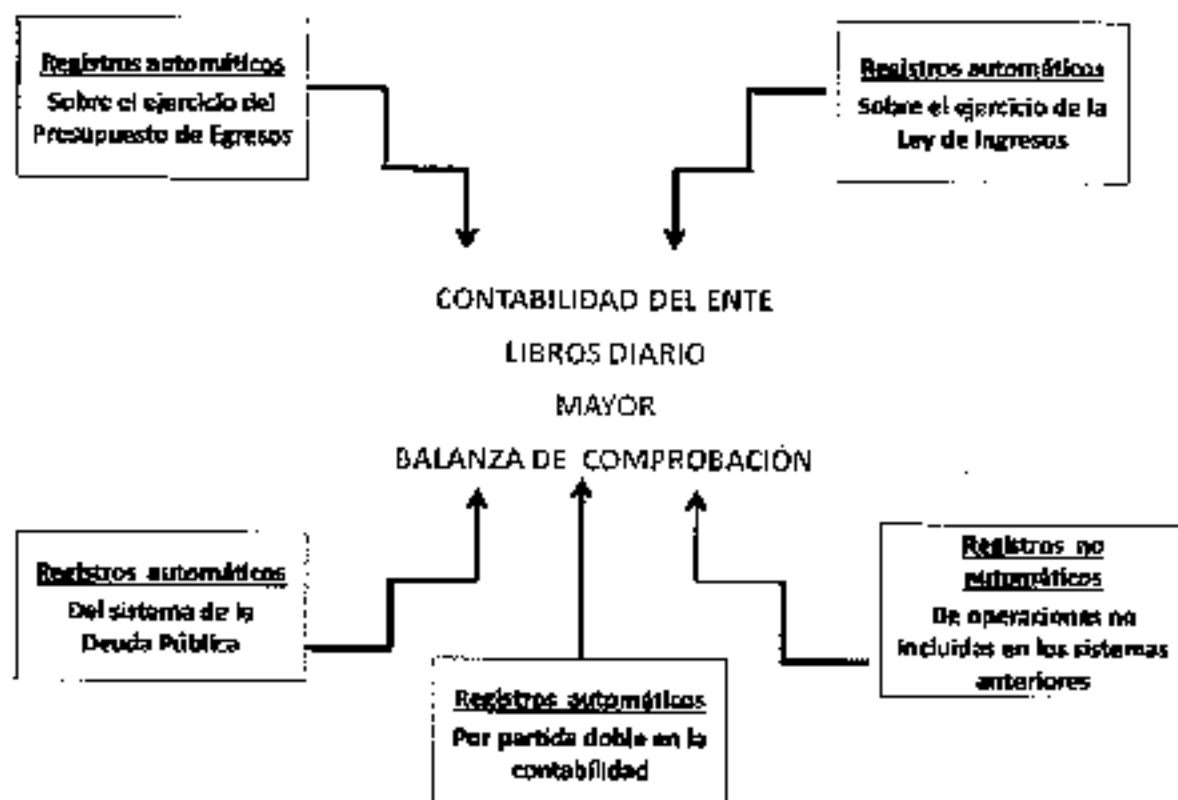 Registros automáticos
Sobre el ejercicio del
Presupuesto de Egresos
Registros automáticos
Sobre el ejercicio de la
Ley de Ingresos
CONTABILIDAD DEL ENTE
LIBROS DIARIO
MAYOR
BALANZA DE COMPROBACIÓN
Registros automáticos
Del sistema de la
Deuda Pública
Registros automáticos
Por partida doble en la
contabilidad
Registros no
automáticos
De operaciones no
incluidas en los sistemas
anteriores